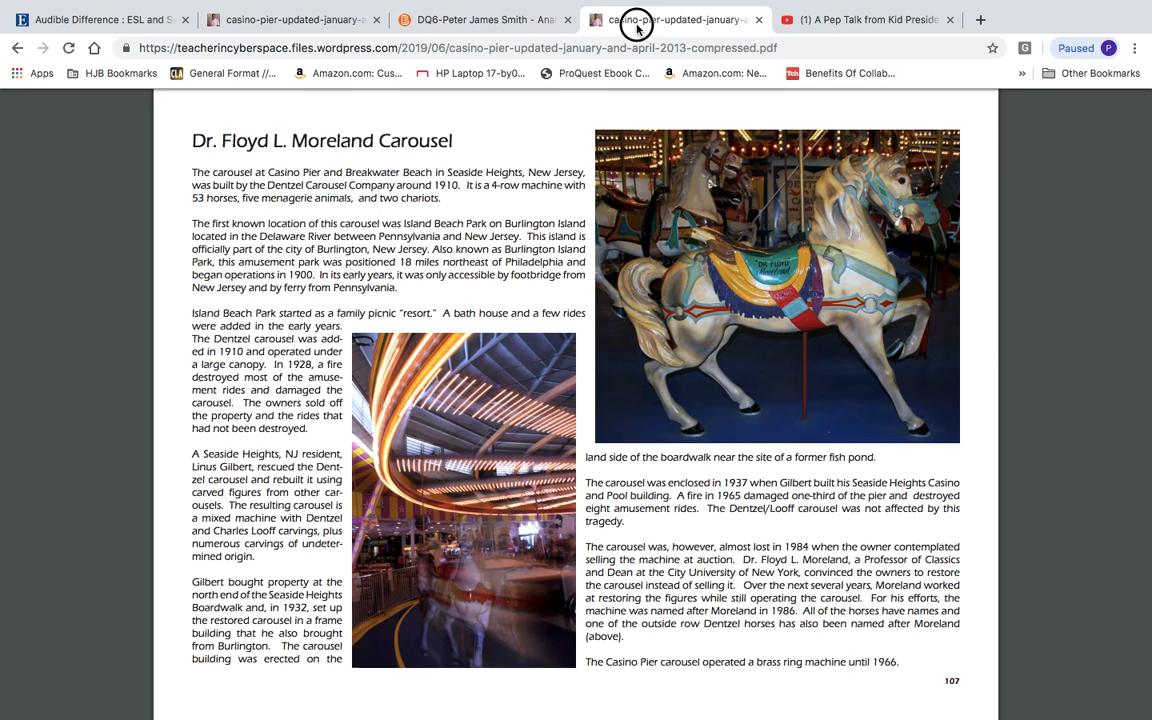 Audible Difference : ESL and S
casino-pier-updated-january-a
DQ6-Peter James Smith - Anal
casino-pier-updated-january-a
(1) A Pep Talk from Kid Preside
https://teacherincyberspace.files.wordpress.com/2019/06/casino-pier-updated-january-and-april-2013-compressed.pdf
Paused P
Apps HJB Bookmarks General Format //... Amazon.com: Cus... HP Laptop 17-by0... ProQuest Ebook C... Amazon.com: Ne... Benefits Of Collab... » Other Bookmarks
Dr. Floyd L. Moreland Carousel
The carousel at Casino Pier and Breakwater Beach in Seaside Heights, New Jersey,
was built by the Dentzel Carousel Company around 1910. It is a 4-row machine with
53 horses, five menagerie animals, and two chariots.
The first known location of this carousel was Island Beach Park on Burlington Island
located in the Delaware River between Pennsylvania and New Jersey. This island is
officially part of the city of Burlington, New Jersey. Also known as Burlington Island
Park, this amusement park was positioned 18 miles northeast of Philadelphia and
began operations in 1900. In its early years, it was only accessible by footbridge from
New Jersey and by ferry from Pennsylvania.
Island Beach Park started as a family picnic "resort." A bath house and a few rides
were added in the early years.
The Dentzel carousel was add-
ed in 1910 and operated under
a large canopy. In 1928, a fire
destroyed most of the amuse-
ment rides and damaged the
carousel. The owners sold off
the property and the rides that
had not been destroyed.
A Seaside Heights, NJ resident,
Linus Gilbert, rescued the Dent-
zel carousel and rebuilt it using
carved figures from other car-
ousels. The resulting carousel is
a mixed machine with Dentzel
and Charles Looff carvings, plus
numerous carvings of undeter-
mined origin.
Gilbert bought property at the
north end of the Seaside Heights
Boardwalk and, in 1932, set up
the restored carousel in a frame
building that he also brought
from Burlington. The carousel
building was erected on the
land side of the boardwalk near the site of a former fish pond.
The carousel was enclosed in 1937 when Gilbert built his Seaside Heights Casino
and Pool building. A fire in 1965 damaged one-third of the pier and destroyed
eight amusement rides. The Dentzel/Looff carousel was not affected by this
tragedy.
The carousel was, however, almost lost in 1984 when the owner contemplated
selling the machine at auction. Dr. Floyd L. Moreland, a Professor of Classics
and Dean at the City University of New York, convinced the owners to restore
the carousel instead of selling it. Over the next several years, Moreland worked
at restoring the figures while still operating the carousel. For his efforts, the
machine was named after Moreland in 1986. All of the horses have names and
one of the outside row Dentzel horses has also been named after Moreland
(above).
The Casino Pier carousel operated a brass ring machine until 1966.
107